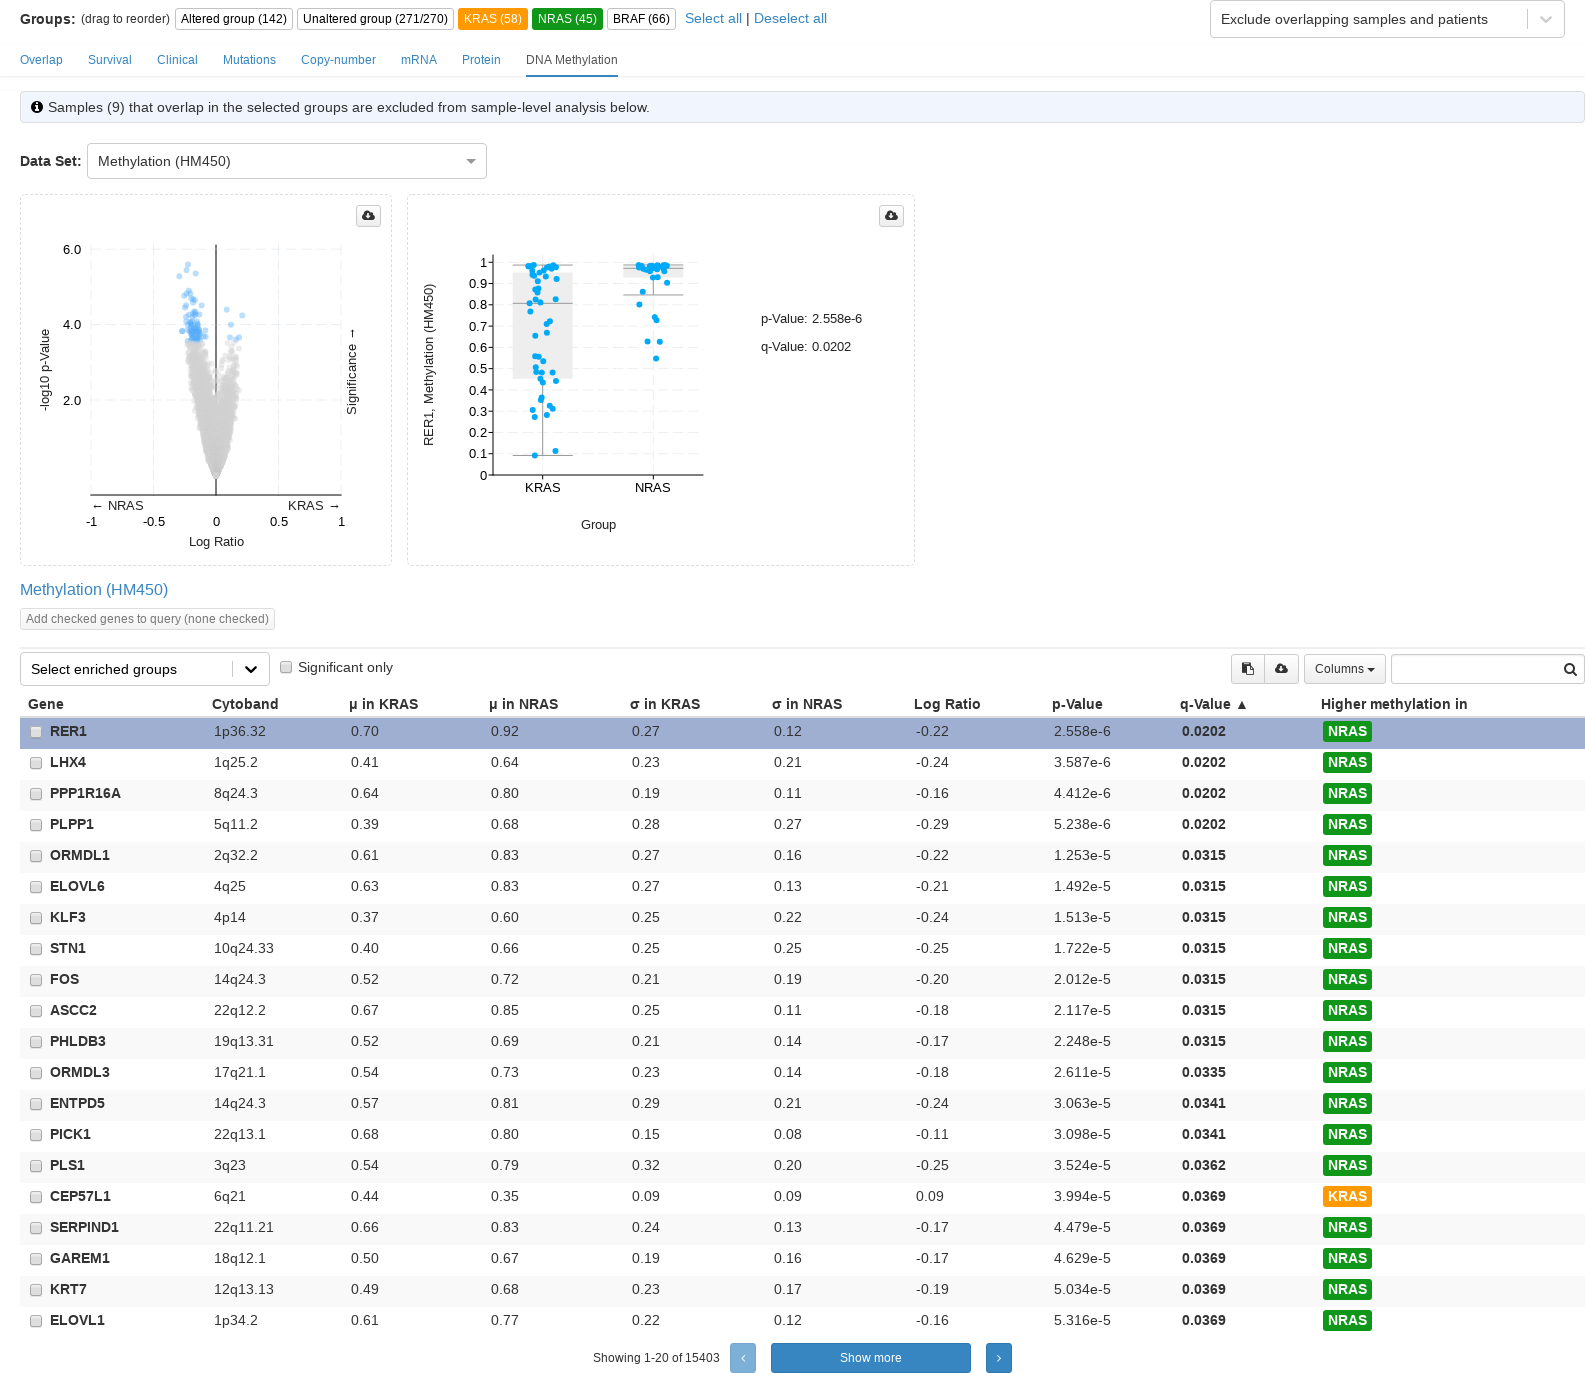 Groups: (drag to reorder) Altered group (142) Unaltered group (271/270) KRAS (58) NRAS (45) BRAF (66) Select all | Deselect all Exclude overlapping samples and patients
Overlap Survival Clinical Mutations Copy-number mRNA Protein DNA Methylation
Samples (9) that overlap in the selected groups are excluded from sample-level analysis below.
Data Set: Methylation (HM450)
6.0
4.0
2.0
-log10 p-Value
Significance →
← NRAS KRAS →
-1 -0.5 0 0.5 1
Log Ratio
RER1, Methylation (HM450)
1
0.9
0.8
0.7
0.6
0.5
0.4
0.3
0.2
0.1
0
KRAS NRAS
Group
p-Value: 2.558e-6
q-Value: 0.0202
Methylation (HM450)
Add checked genes to query (none checked)
Select enriched groups Significant only Columns
Gene Cytoband μ in KRAS μ in NRAS σ in KRAS σ in NRAS Log Ratio p-Value q-Value ▲ Higher methylation in
RER1 1p36.32 0.70 0.92 0.27 0.12 -0.22 2.558e-6 0.0202 NRAS
LHX4 1q25.2 0.41 0.64 0.23 0.21 -0.24 3.587e-6 0.0202 NRAS
PPP1R16A 8q24.3 0.64 0.80 0.19 0.11 -0.16 4.412e-6 0.0202 NRAS
PLPP1 5q11.2 0.39 0.68 0.28 0.27 -0.29 5.238e-6 0.0202 NRAS
ORMDL1 2q32.2 0.61 0.83 0.27 0.16 -0.22 1.253e-5 0.0315 NRAS
ELOVL6 4q25 0.63 0.83 0.27 0.13 -0.21 1.492e-5 0.0315 NRAS
KLF3 4p14 0.37 0.60 0.25 0.22 -0.24 1.513e-5 0.0315 NRAS
STN1 10q24.33 0.40 0.66 0.25 0.25 -0.25 1.722e-5 0.0315 NRAS
FOS 14q24.3 0.52 0.72 0.21 0.19 -0.20 2.012e-5 0.0315 NRAS
ASCC2 22q12.2 0.67 0.85 0.25 0.11 -0.18 2.117e-5 0.0315 NRAS
PHLDB3 19q13.31 0.52 0.69 0.21 0.14 -0.17 2.248e-5 0.0315 NRAS
ORMDL3 17q21.1 0.54 0.73 0.23 0.14 -0.18 2.611e-5 0.0335 NRAS
ENTPD5 14q24.3 0.57 0.81 0.29 0.21 -0.24 3.063e-5 0.0341 NRAS
PICK1 22q13.1 0.68 0.80 0.15 0.08 -0.11 3.098e-5 0.0341 NRAS
PLS1 3q23 0.54 0.79 0.32 0.20 -0.25 3.524e-5 0.0362 NRAS
CEP57L1 6q21 0.44 0.35 0.09 0.09 0.09 3.994e-5 0.0369 KRAS
SERPIND1 22q11.21 0.66 0.83 0.24 0.13 -0.17 4.479e-5 0.0369 NRAS
GAREM1 18q12.1 0.50 0.67 0.19 0.16 -0.17 4.629e-5 0.0369 NRAS
KRT7 12q13.13 0.49 0.68 0.23 0.17 -0.19 5.034e-5 0.0369 NRAS
ELOVL1 1p34.2 0.61 0.77 0.22 0.12 -0.16 5.316e-5 0.0369 NRAS
Showing 1-20 of 15403 ‹ Show more ›